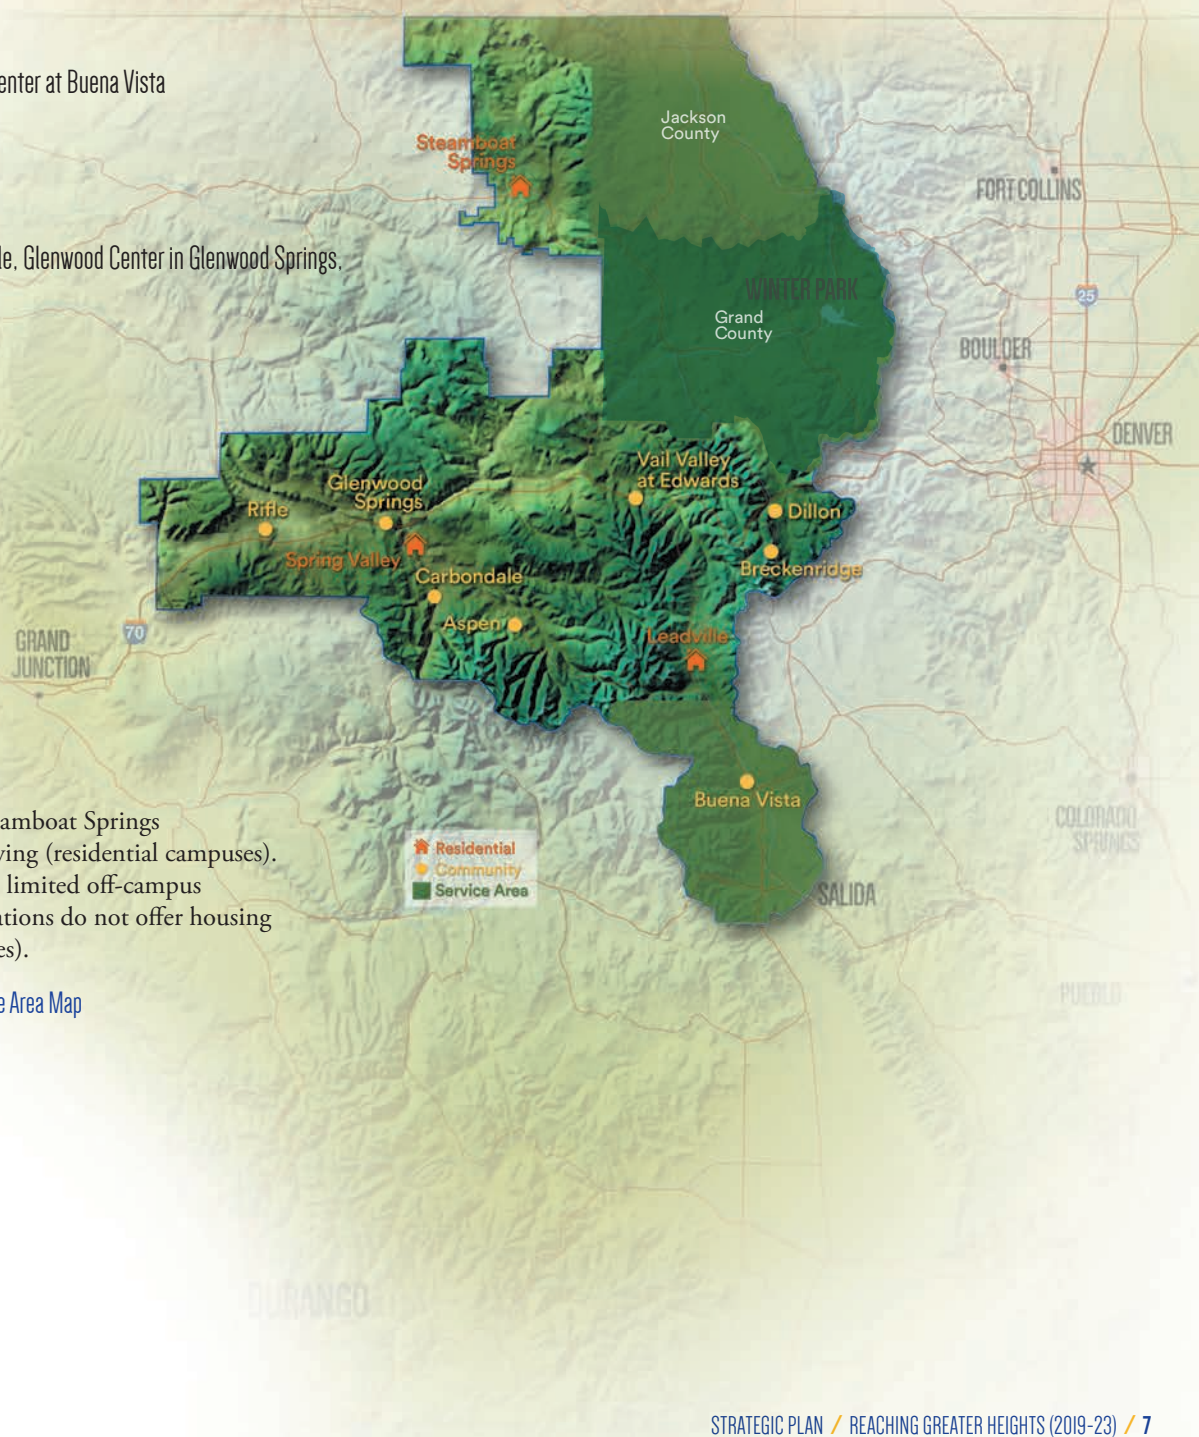 enter at Buena Vista
Jackson
County
Steamboat
Springs
FORT COLLINS
le, Glenwood Center in Glenwood Springs,
WINTER PARK
25
Grand
County
BOULDER
DENVER
Vail Valley
at Edwards
Glenwood
Springs
Rifle
Dillon
Spring Valley
Breckenridge
Carbondale
Aspen
70
GRAND
JUNCTION
Leadville
Buena Vista
amboat Springs
ving (residential campuses).
limited off-campus
ations do not offer housing
es).
Residential
Community
Service Area
COLORADO
SPRINGS
SALIDA
PUEBLO
e Area Map
DURANGO
STRATEGIC PLAN / REACHING GREATER HEIGHTS (2019-23) / 7